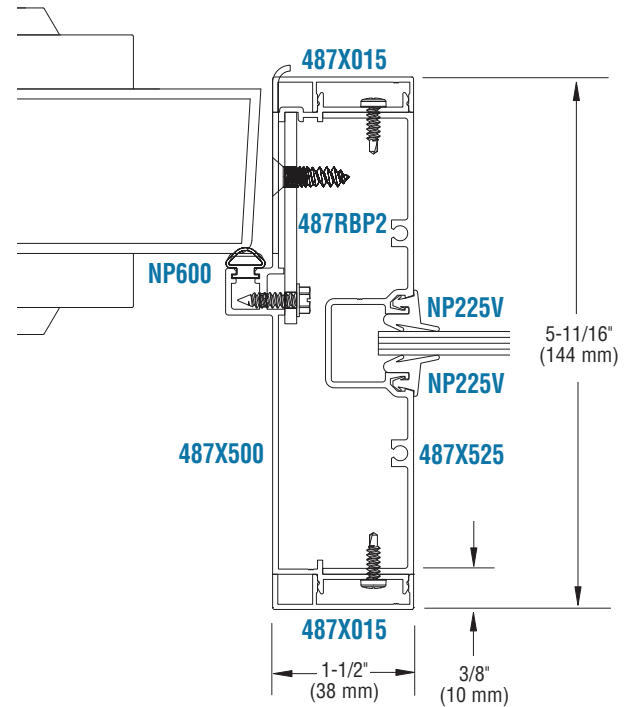 487X015
487RBP2
NP600
NP225V
5-11/16"
(144 mm)
NP225V
487X500
487X525
487X015
1-1/2"
(38 mm)
3/8"
(10 mm)